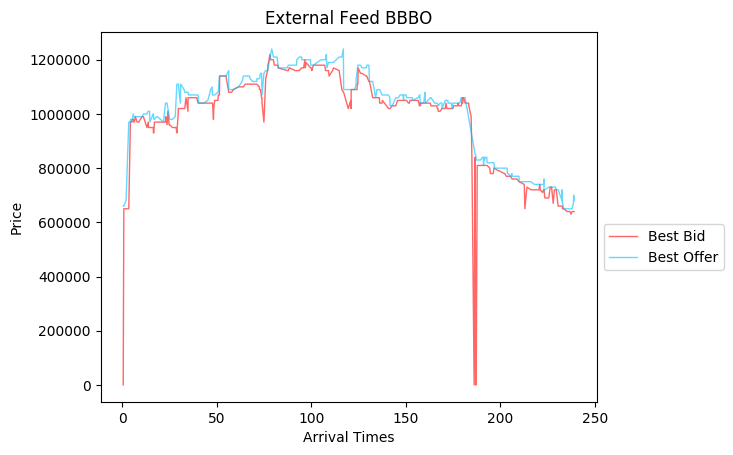 External Feed BBBO
1200000
1000000
800000
600000
400000
200000
0
Price
0
50
100
150
200
250
Arrival Times
Best Bid
Best Offer